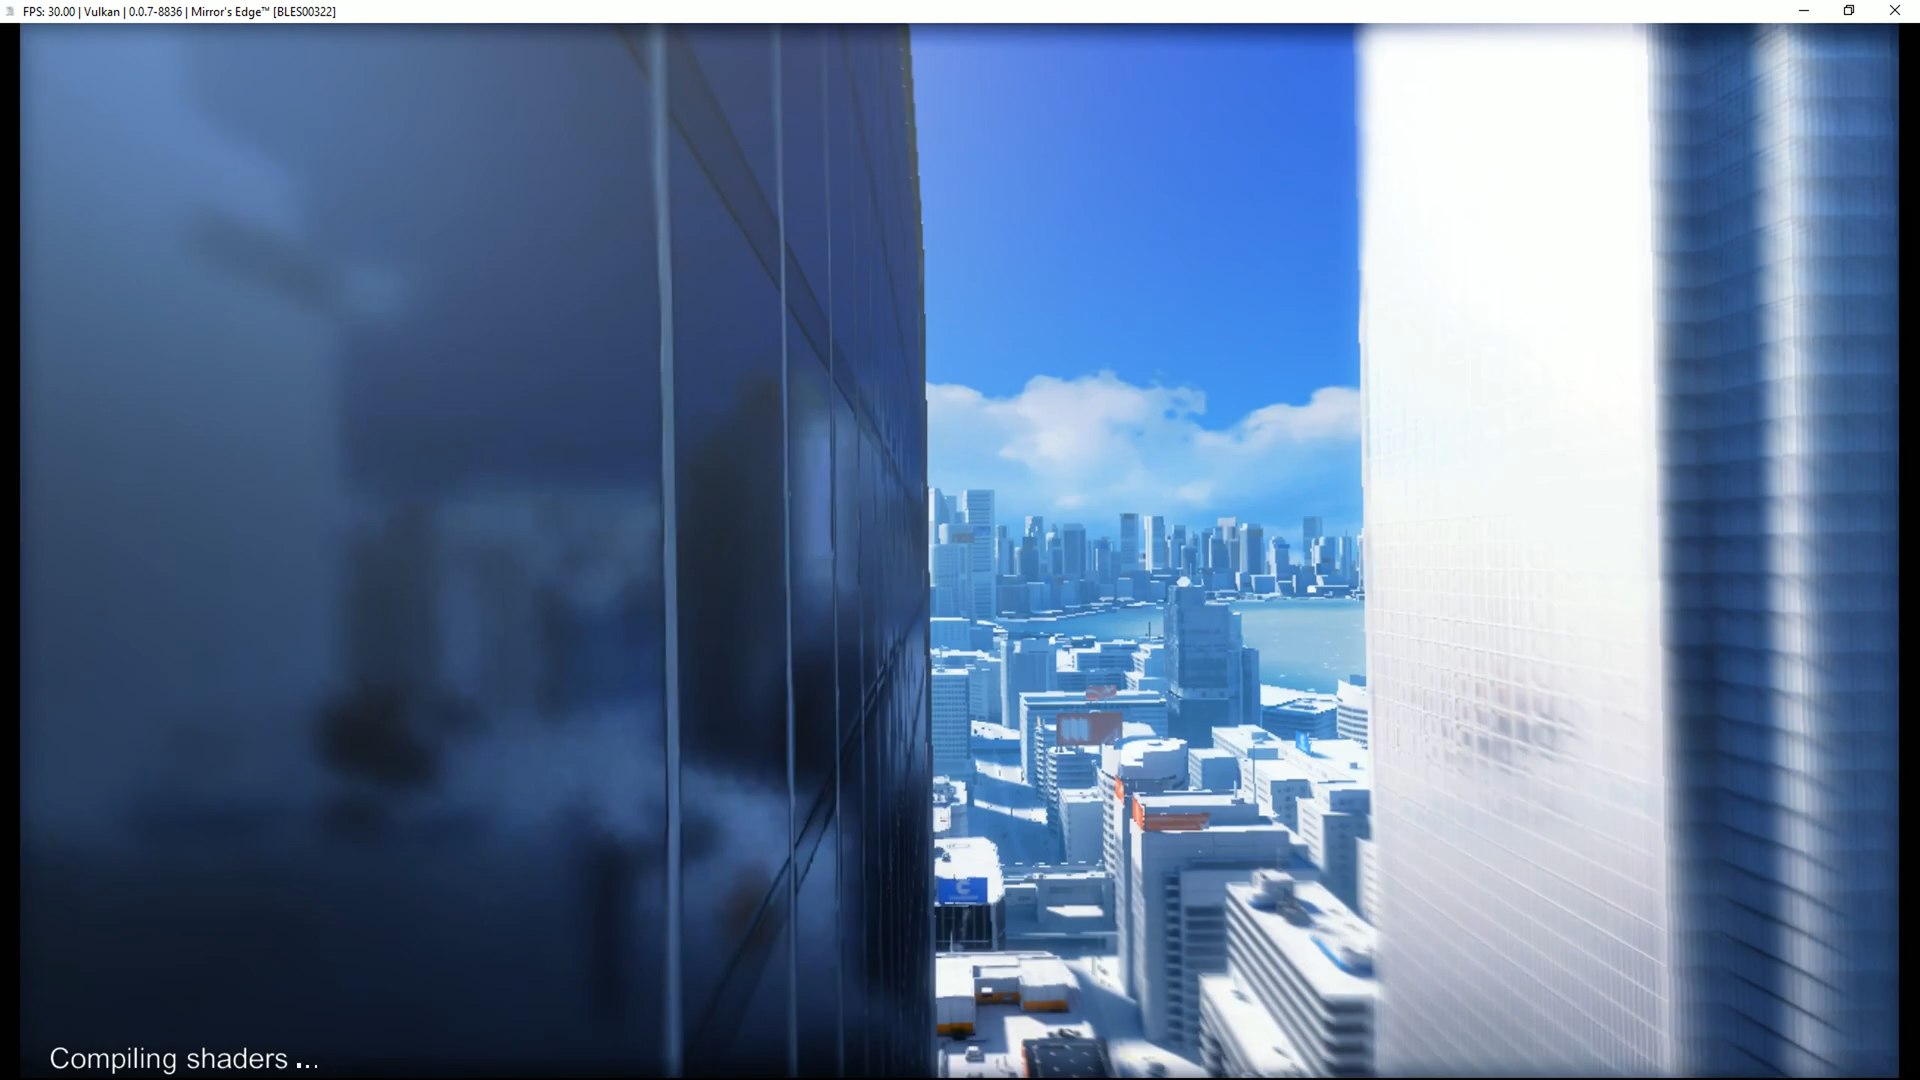 FPS: 30.00 | Vulkan | 0.0.7-8836 | Mirror's Edge™ [BLES00322]
C
Compiling shaders ...